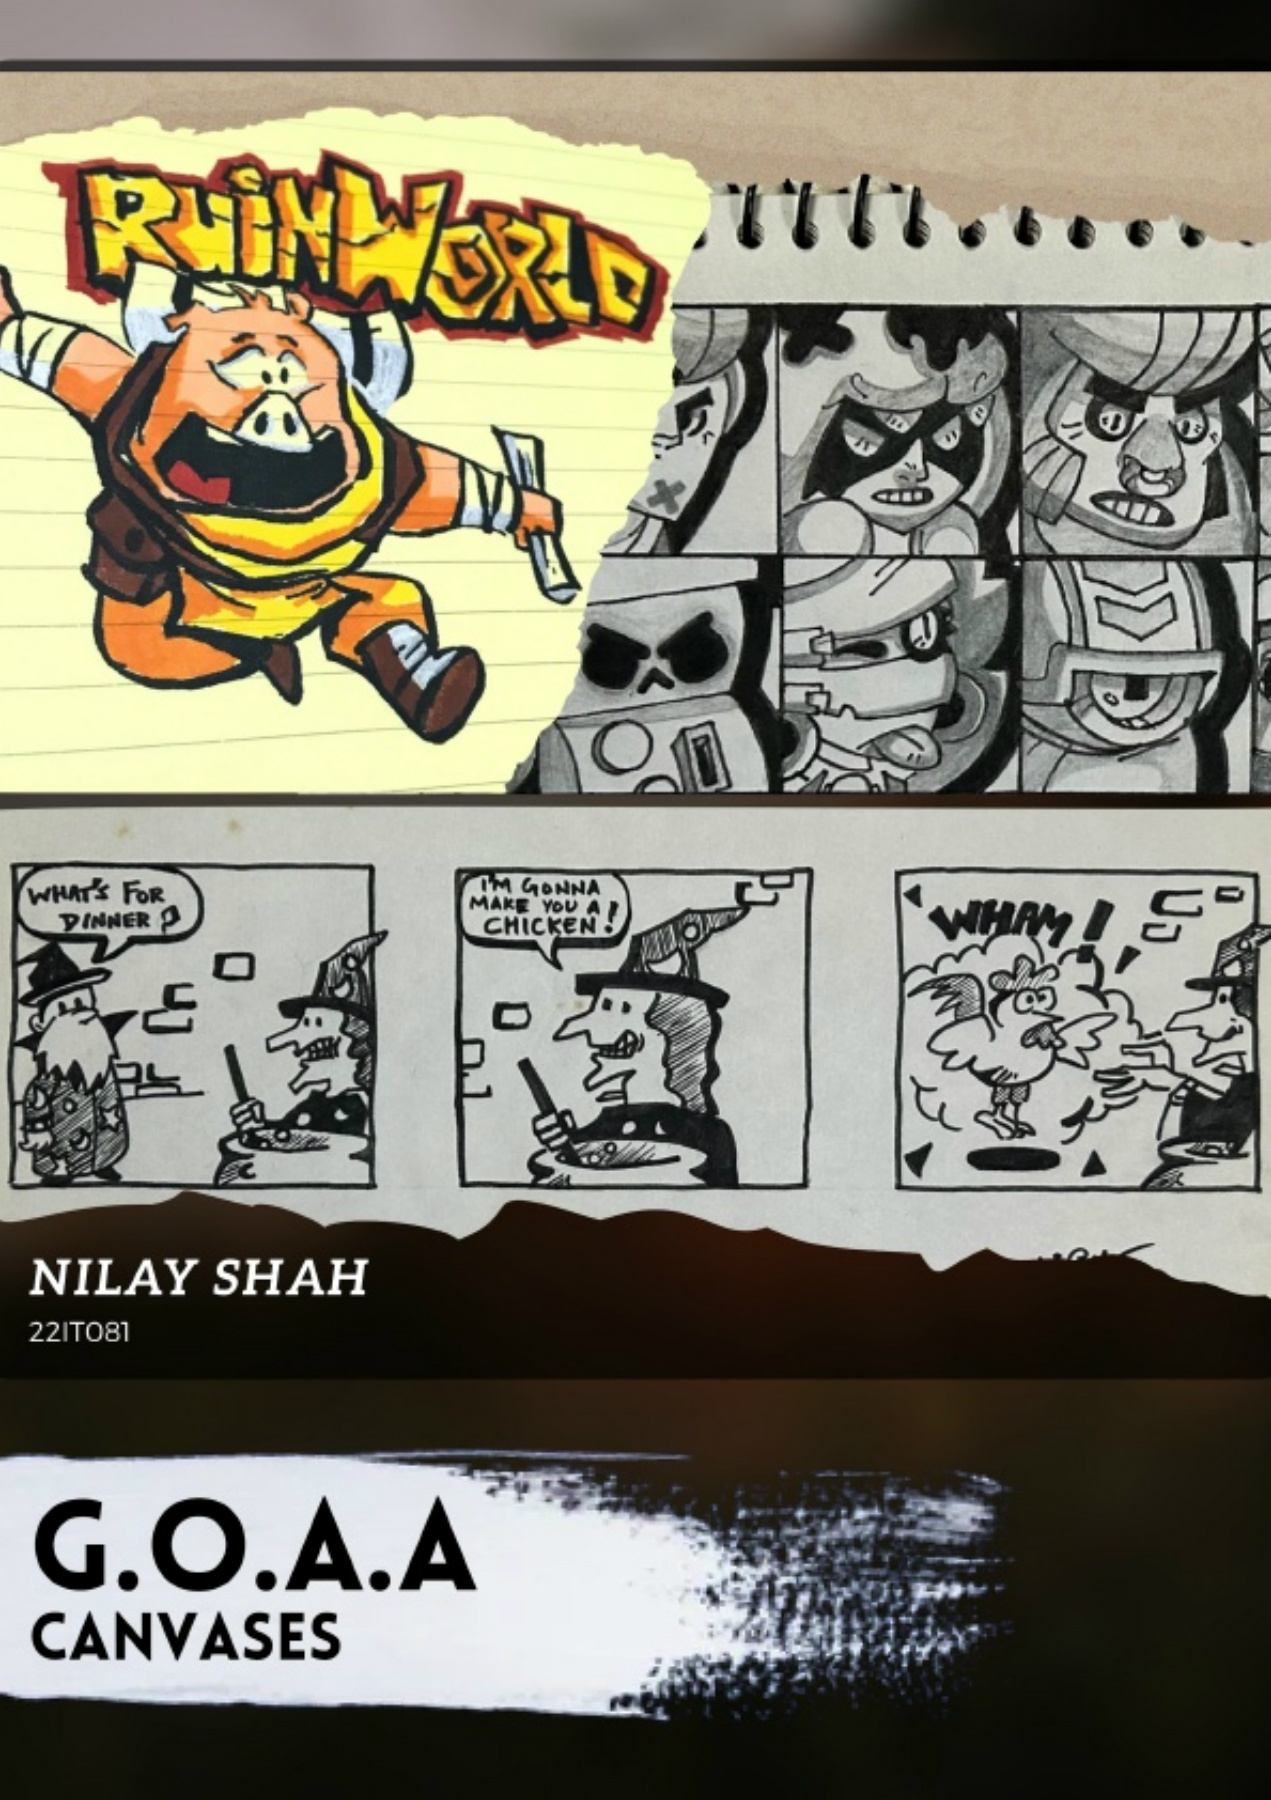 RUINWORLD
WHAT'S FOR
DINNER?
I'M GONNA
MAKE YOU A
CHICKEN!
WHAM!
NILAY SHAH
22IT081
G.O.A.A
CANVASES